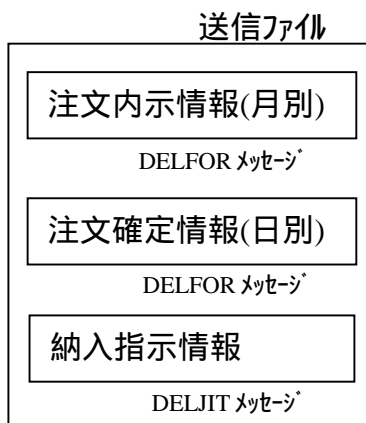 送信ファイル
注文内示情報(月別)
DELFOR メッセージ
注文確定情報(日別)
DELFOR メッセージ
納入指示情報
DELJIT メッセージ